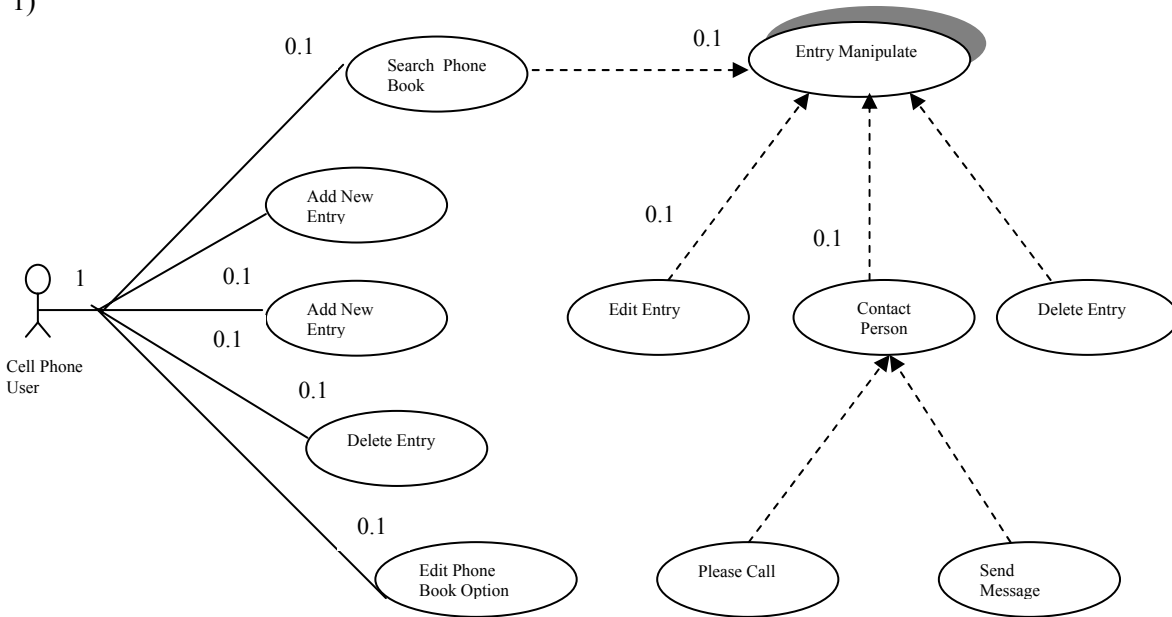 1)
0.1
Search Phone
Book
0.1
Entry Manipulate
Add New
Entry
0.1
0.1
1
0.1
Add New
Entry
Edit Entry
Contact
Person
Delete Entry
0.1
Cell Phone
User
0.1
Delete Entry
0.1
Edit Phone
Book Option
Please Call
Send
Message